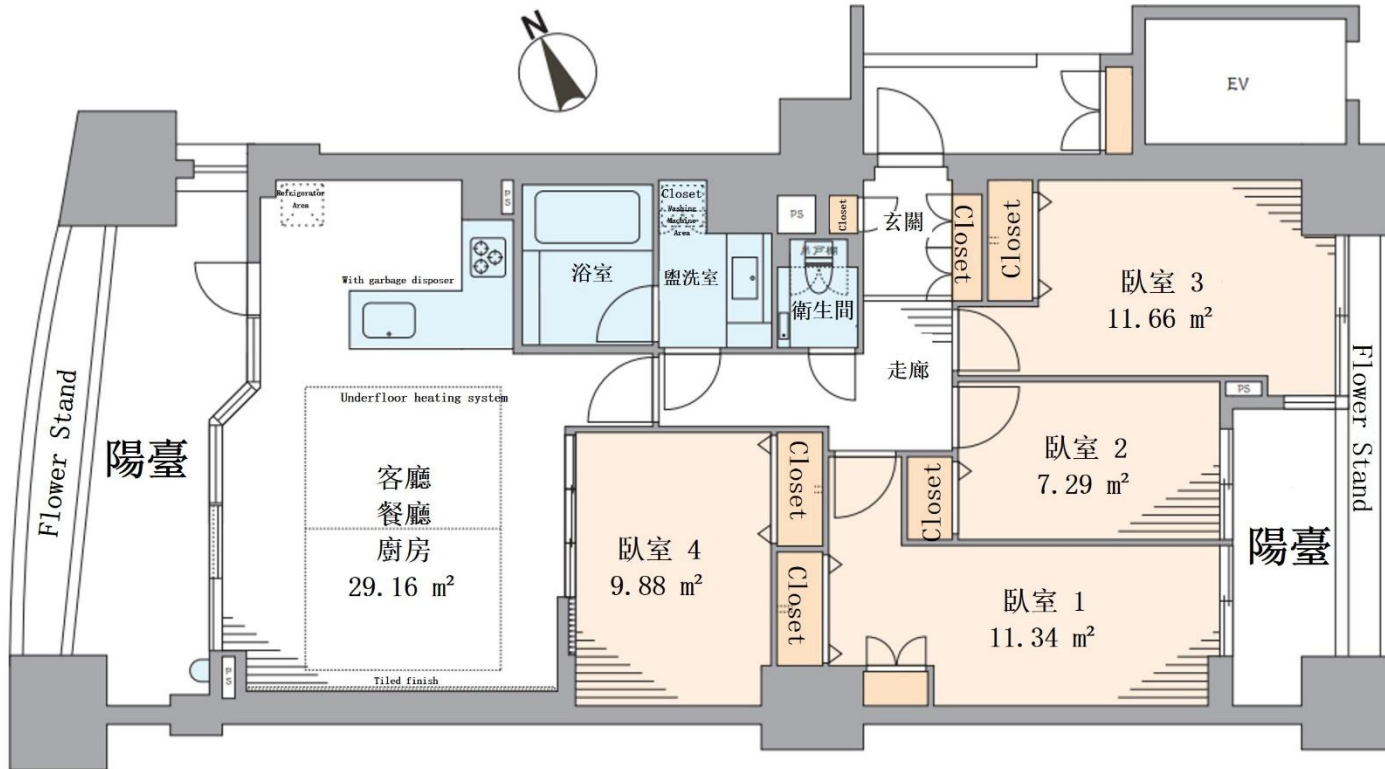 N
EV
Refrigerator
Area
PS
Closet
Washing
Machine
Area
PS
Closet
玄關
Closet
Closet
臥室 3
11.66 m²
With garbage disposer
浴室
盥洗室
吊戸棚
衛生間
走廊
Flower Stand
陽臺
Underfloor heating system
客廳
餐廳
廚房
29.16 m²
臥室 4
9.88 m²
Closet
Closet
Closet
臥室 2
7.29 m²
PS
臥室 1
11.34 m²
陽臺
Flower Stand
PS
Tiled finish